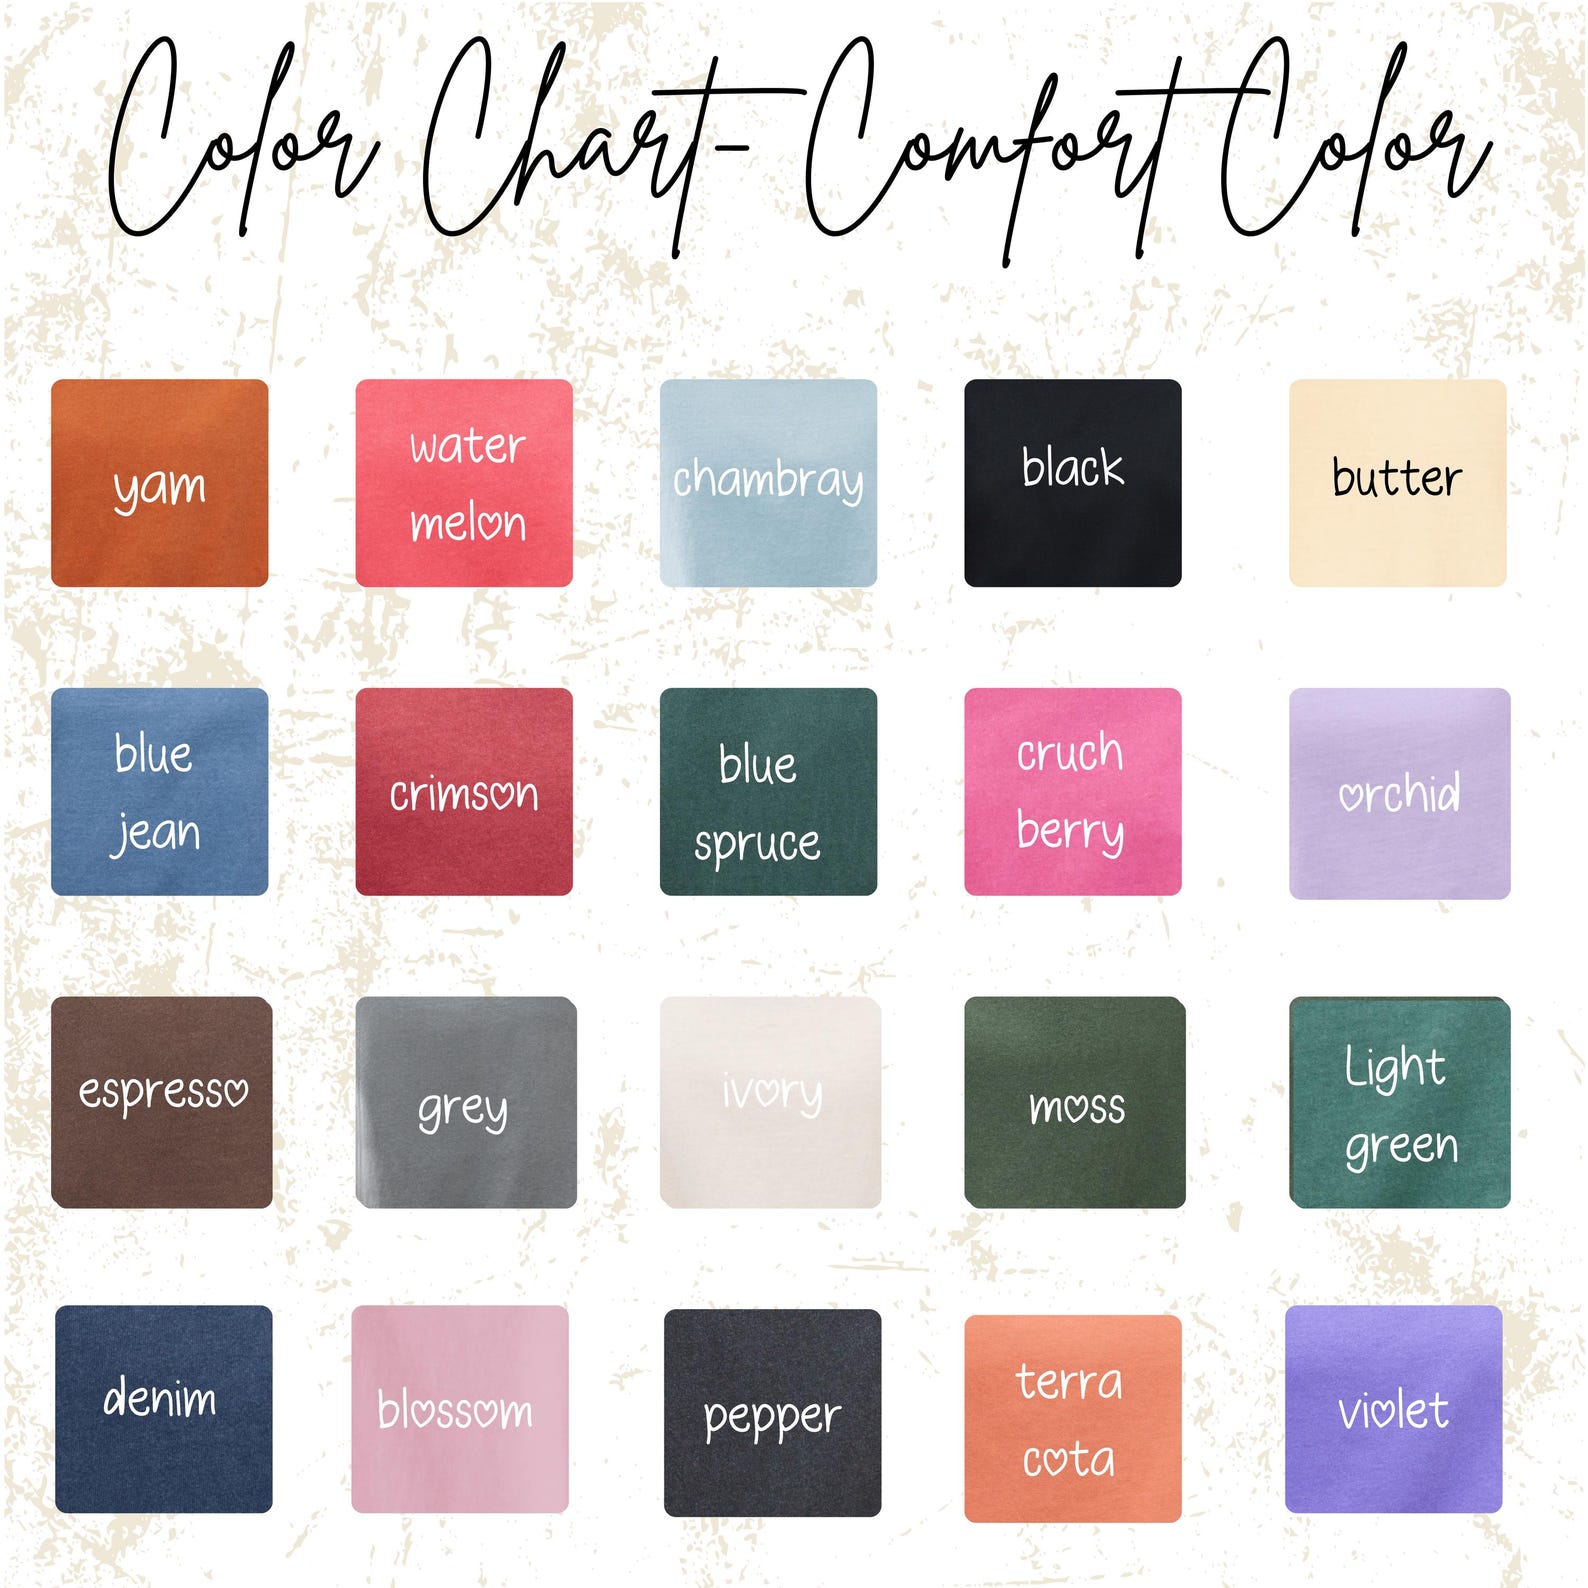 Color Chart- Comfort Color
yam
water
melon
chambray
black
butter
blue
jean
crimson
blue
spruce
cruch
berry
orchid
espresso
grey
ivory
moss
Light
green
denim
blossom
pepper
terra
cota
violet